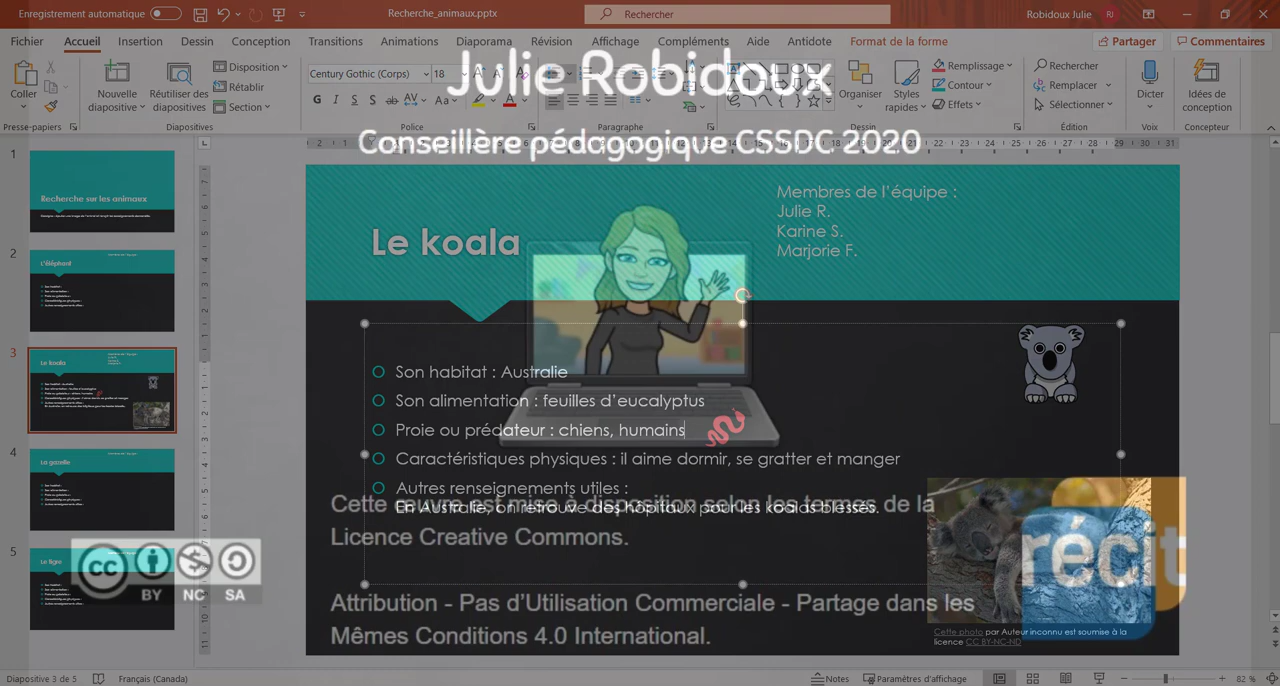 Enregistrement automatique
Recherche_animaux.pptx
Rechercher
Robidoux Julie
RJ
Fichier
Accueil
Insertion
Dessin
Conception
Transitions
Animations
Diaporama
Révision
Affichage
Compléments
Aide
Antidote
Format de la forme
Partager
Commentaires
Coller
Nouvelle
diapositive
Réutiliser des
diapositives
Disposition
Rétablir
Section
Century Gothic (Corps)
18
Organiser
Styles
rapides
Remplissage
Contour
Effets
Rechercher
Remplacer
Sélectionner
Dicter
Idées de
conception
Presse-papiers
Diapositives
Police
Paragraphe
Dessin
Édition
Voix
Concepteur
Julie Robidoux
Conseillère pédagogique CSSDC 2020
1
Recherche sur les animaux
2
L'éléphant
3
Le koala
4
La gazelle
5
Le tigre
Le koala
Membres de l'équipe :
Julie R.
Karine S.
Marjorie F.
Son habitat : Australie
Son alimentation : feuilles d'eucalyptus
Proie ou prédateur : chiens, humains
Caractéristiques physiques : il aime dormir, se gratter et manger
Autres renseignements utiles :
En Australie, on retrouve des hôpitaux pour les koalas blessés.
Cette œuvre est mise à disposition selon les termes de la
Licence Creative Commons.
Attribution - Pas d'Utilisation Commerciale - Partage dans les
Mêmes Conditions 4.0 International.
cc
BY NC SA
récit
Cette photo par Auteur inconnu est soumise à la
licence CC BY-NC-ND
Diapositive 3 de 5
Français (Canada)
Notes
Paramètres d'affichage
82 %